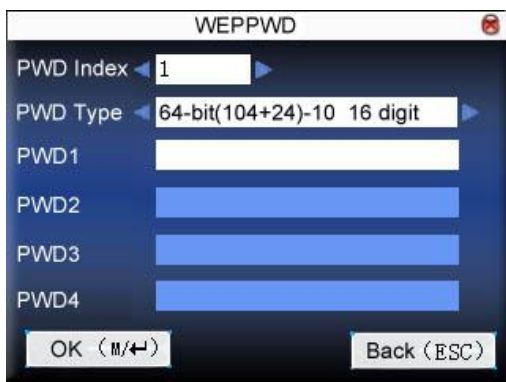 WEPPWD
PWD Index 1
PWD Type 64-bit(104+24)-10 16 digit
PWD1
PWD2
PWD3
PWD4
OK (M/↵) Back (ESC)